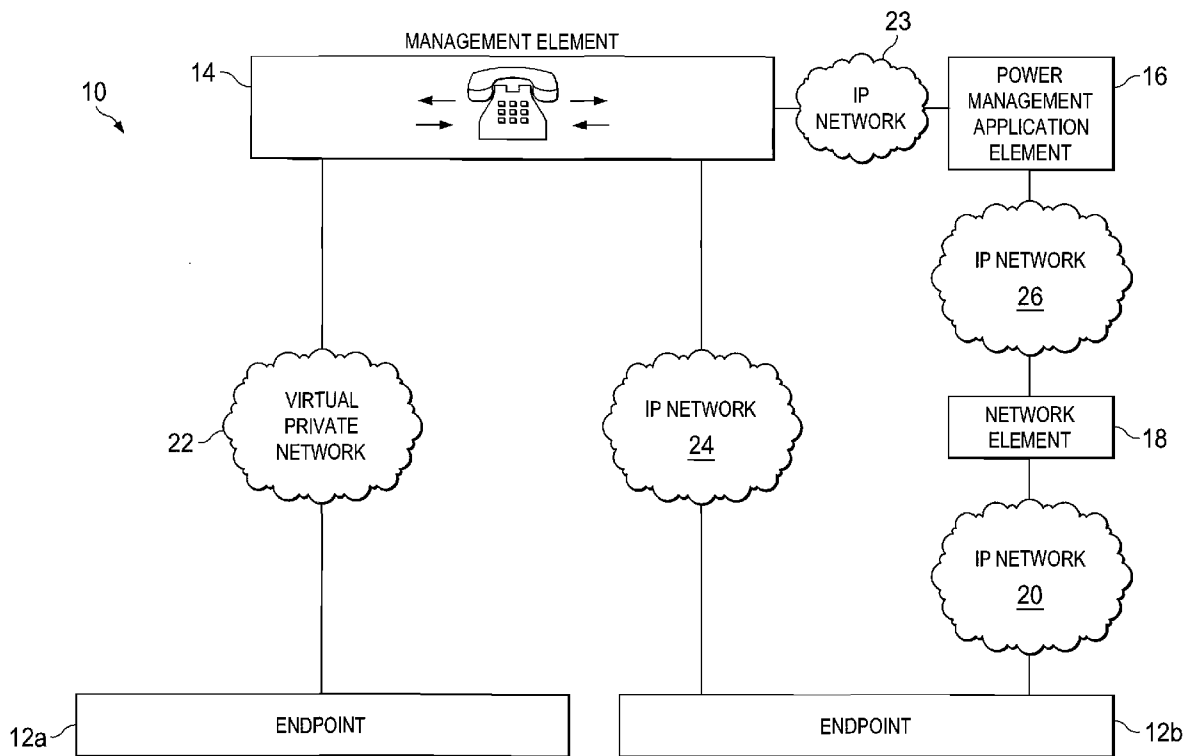 MANAGEMENT ELEMENT
23
14
10
IP
NETWORK
POWER
MANAGEMENT
APPLICATION
ELEMENT
16
IP NETWORK
26
VIRTUAL
PRIVATE
NETWORK
22
IP NETWORK
24
NETWORK
ELEMENT
18
IP NETWORK
20
12a
ENDPOINT
ENDPOINT
12b